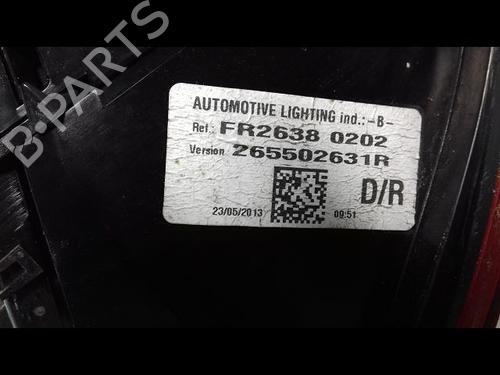 B-PARTS
AUTOMOTIVE LIGHTING ind.: -B-
Ref.: FR2638 0202
Version 265502631R
D/R
23/05/2013 09:51